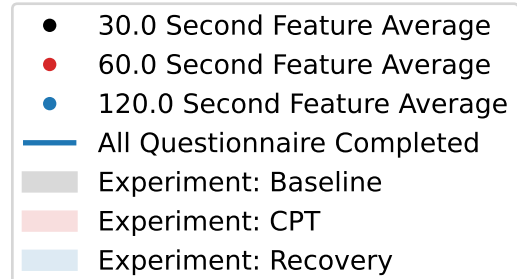 30.0 Second Feature Average
60.0 Second Feature Average
120.0 Second Feature Average
All Questionnaire Completed
Experiment: Baseline
Experiment: CPT
Experiment: Recovery